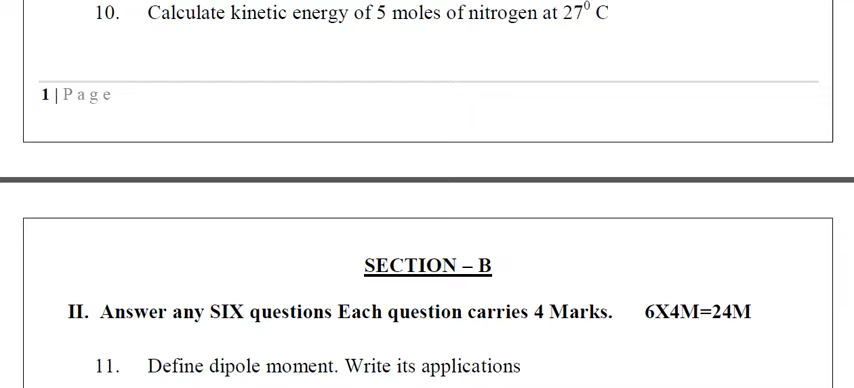 10. Calculate kinetic energy of 5 moles of nitrogen at 27⁰ C
1 | P a g e
SECTION – B
II. Answer any SIX questions Each question carries 4 Marks. 6X4M=24M
11. Define dipole moment. Write its applications